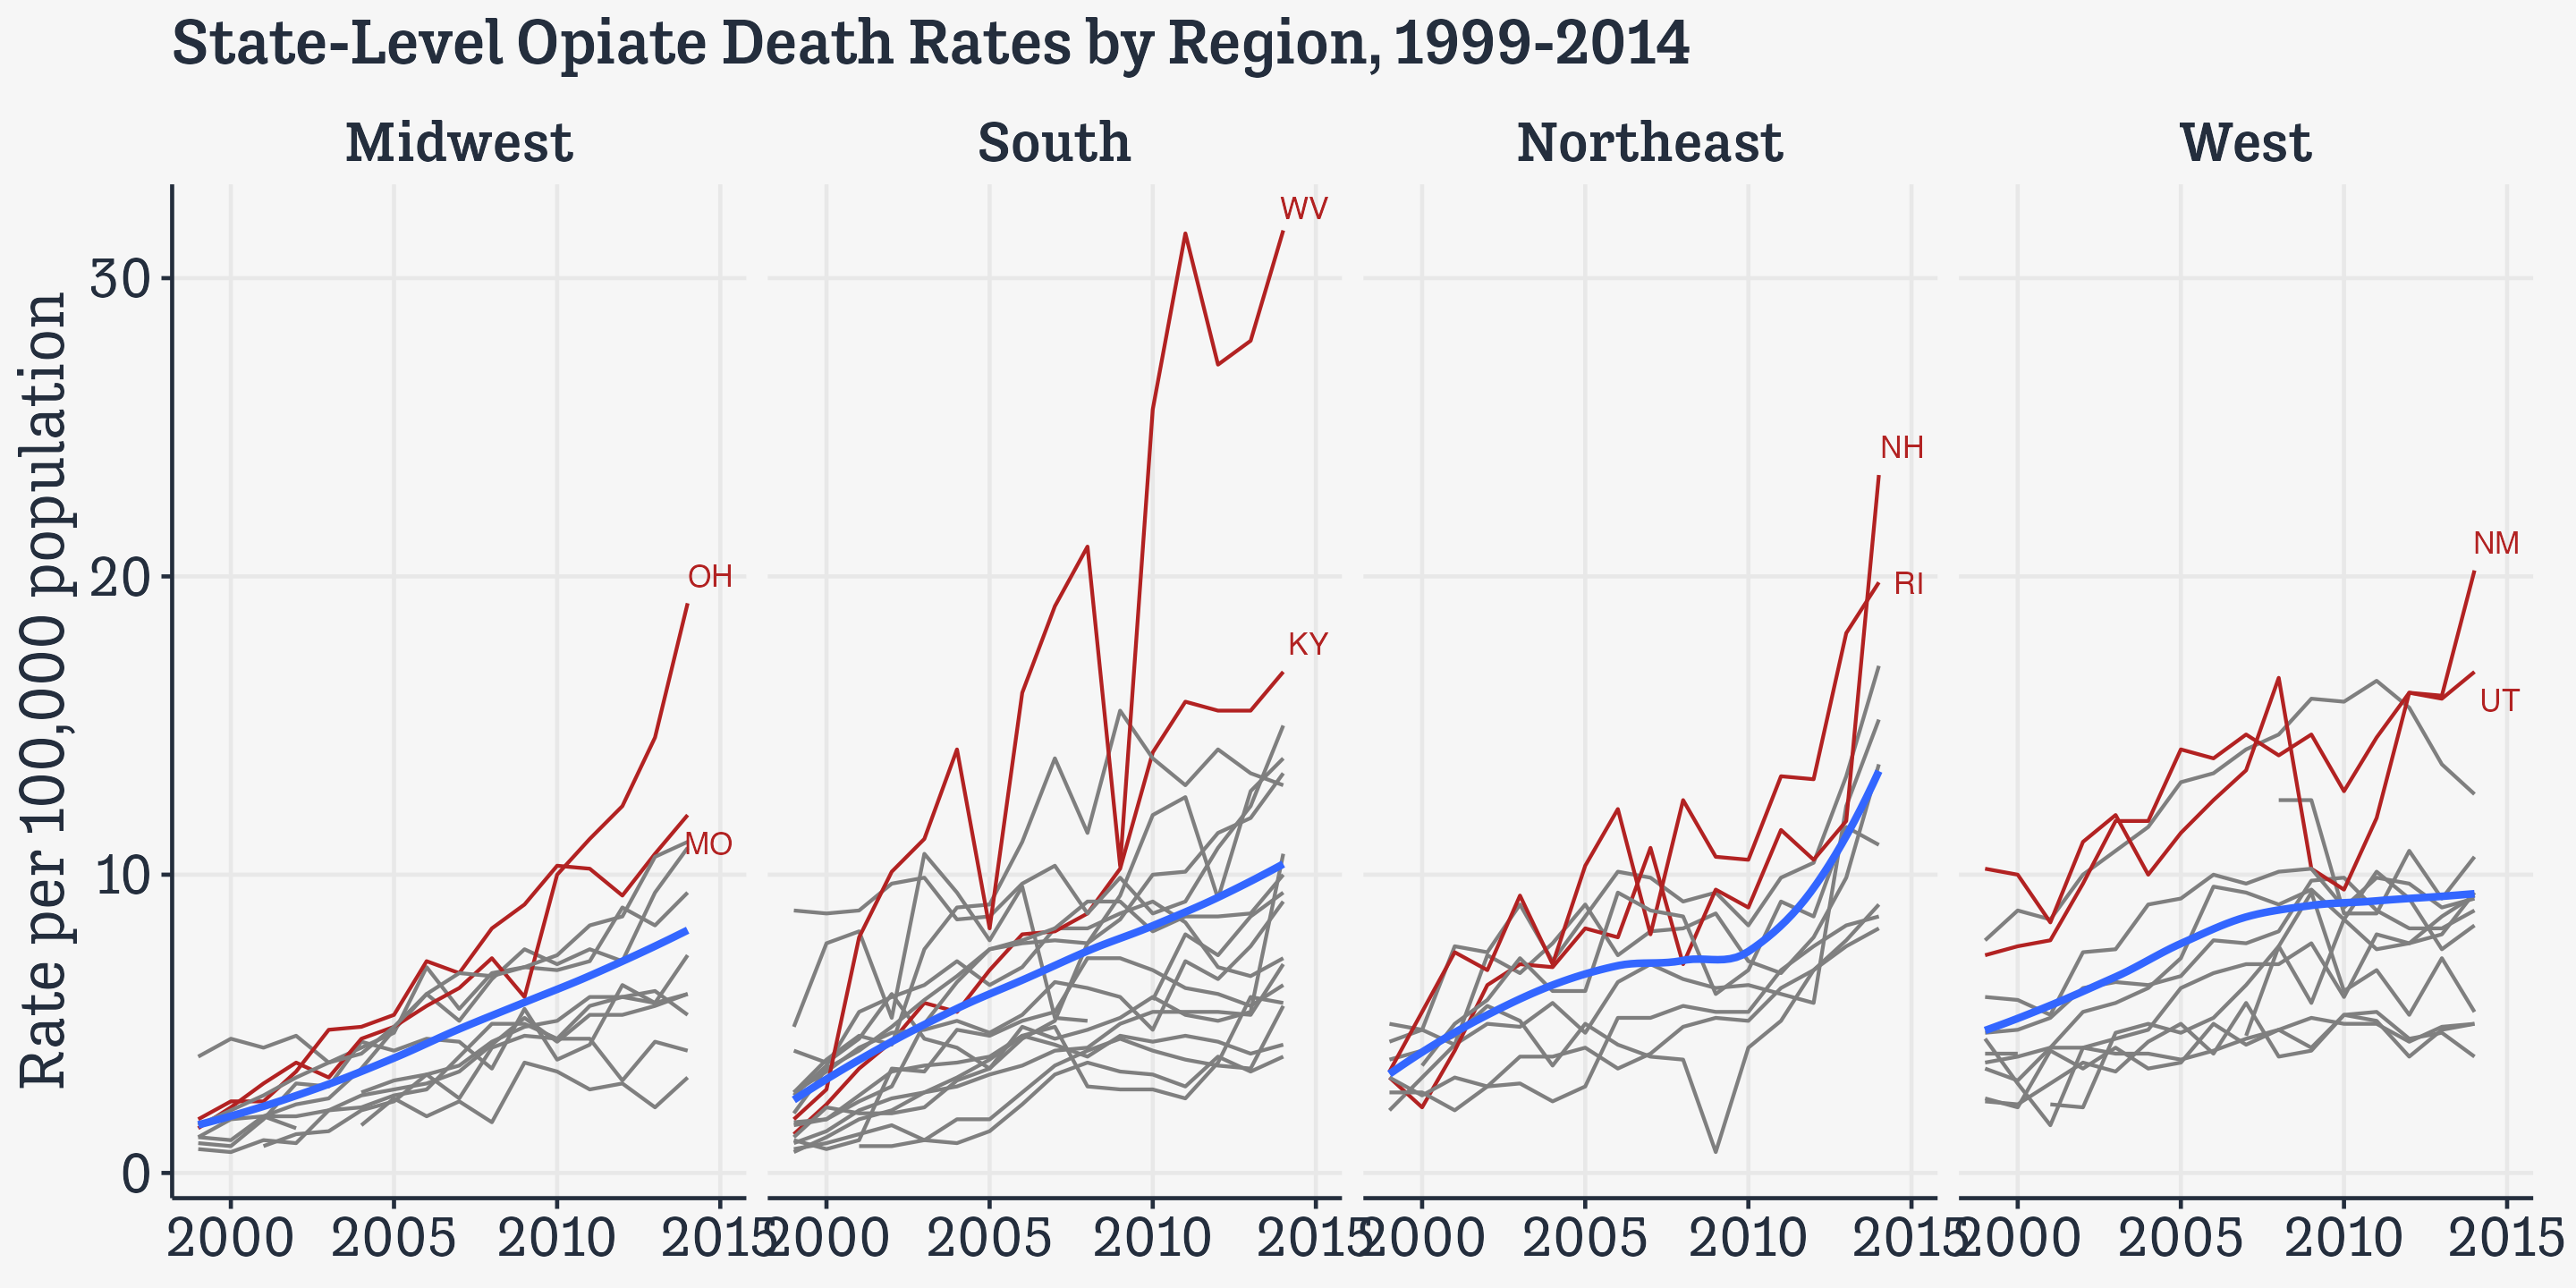 State-Level Opiate Death Rates by Region, 1999-2014
Midwest
South
Northeast
West
Rate per 100,000 population
30
20
10
0
OH
MO
WV
KY
NH
RI
NM
UT
2000 2005 2010 2015
2000 2005 2010 2015
2000 2005 2010 2015
2000 2005 2010 2015